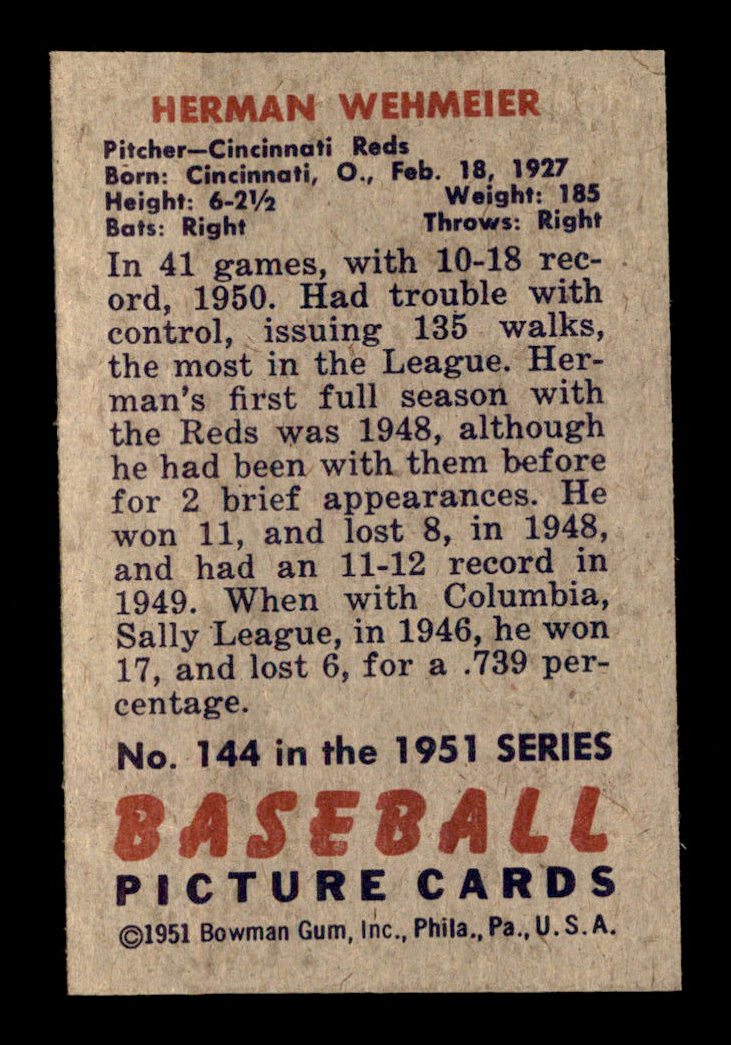 HERMAN WEHMEIER
Pitcher—Cincinnati Reds
Born: Cincinnati, O., Feb. 18, 1927
Height: 6-2½ Weight: 185
Bats: Right Throws: Right
In 41 games, with 10-18 rec-
ord, 1950. Had trouble with
control, issuing 135 walks,
the most in the League. Her-
man's first full season with
the Reds was 1948, although
he had been with them before
for 2 brief appearances. He
won 11, and lost 8, in 1948,
and had an 11-12 record in
1949. When with Columbia,
Sally League, in 1946, he won
17, and lost 6, for a .739 per-
centage.
No. 144 in the 1951 SERIES
BASEBALL
PICTURE CARDS
©1951 Bowman Gum, Inc., Phila., Pa., U.S.A.